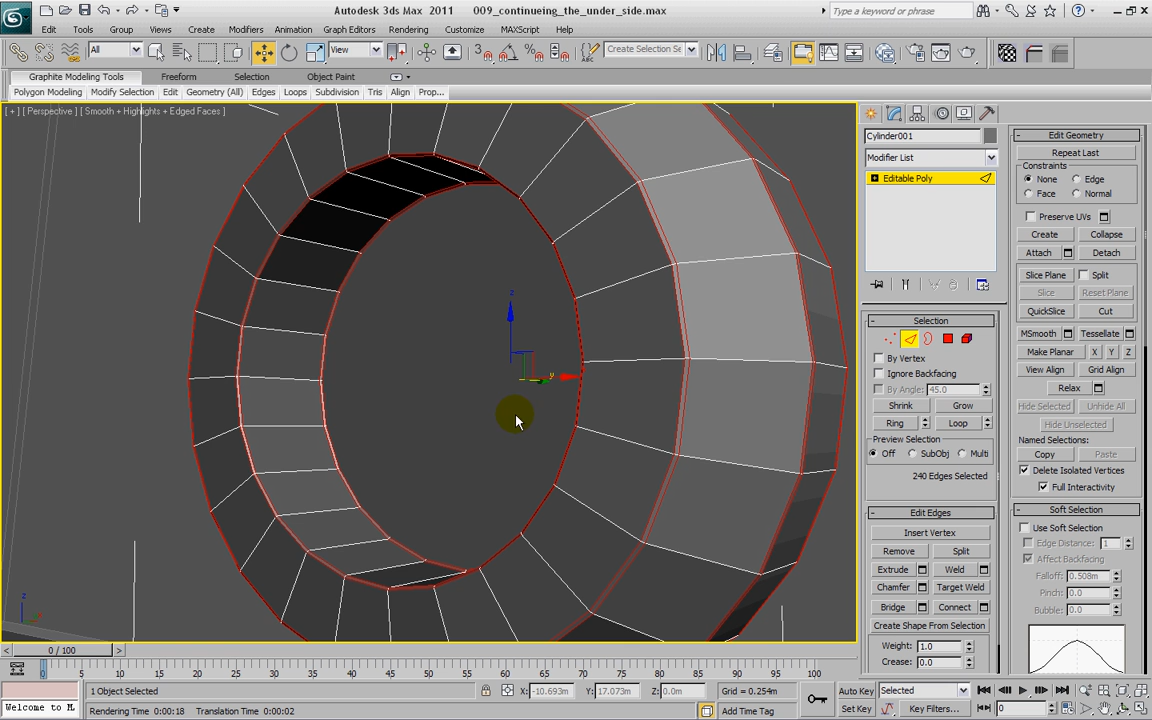 Autodesk 3ds Max 2011 009_continueing_the_under_side.max
Type a keyword or phrase
Edit Tools Group Views Create Modifiers Animation Graph Editors Rendering Customize MAXScript Help
All View Create Selection Se
Graphite Modeling Tools Freeform Selection Object Paint
Polygon Modeling Modify Selection Edit Geometry (All) Edges Loops Subdivision Tris Align Prop...
[ + ] [ Perspective ] [ Smooth + Highlights + Edged Faces ]
Cylinder001
Modifier List
Editable Poly
Selection
By Vertex
Ignore Backfacing
By Angle: 45.0
Shrink Grow
Ring Loop
Preview Selection
Off SubObj Multi
240 Edges Selected
Edit Edges
Insert Vertex
Remove Split
Extrude Weld
Chamfer Target Weld
Bridge Connect
Create Shape From Selection
Weight: 1.0
Crease: 0.0
Edit Geometry
Repeat Last
Constraints
None Edge
Face Normal
Preserve UVs
Create Collapse
Attach Detach
Slice Plane Split
Slice Reset Plane
QuickSlice Cut
MSmooth Tessellate
Make Planar X Y Z
View Align Grid Align
Relax
Hide Selected Unhide All
Hide Unselected
Named Selections:
Copy Paste
Delete Isolated Vertices
Full Interactivity
Soft Selection
Use Soft Selection
Edge Distance: 1
Affect Backfacing
Falloff: 0.508m
Pinch: 0.0
Bubble: 0.0
z
y
z
0 / 100
0 5 10 15 20 25 30 35 40 45 50 55 60 65 70 75 80 85 90 95 100
1 Object Selected X: -10.693m Y: 17.073m Z: 0.0m Grid = 0.254m Auto Key Selected
Welcome to M Rendering Time 0:00:18 Translation Time 0:00:02 Add Time Tag Set Key Key Filters... 0